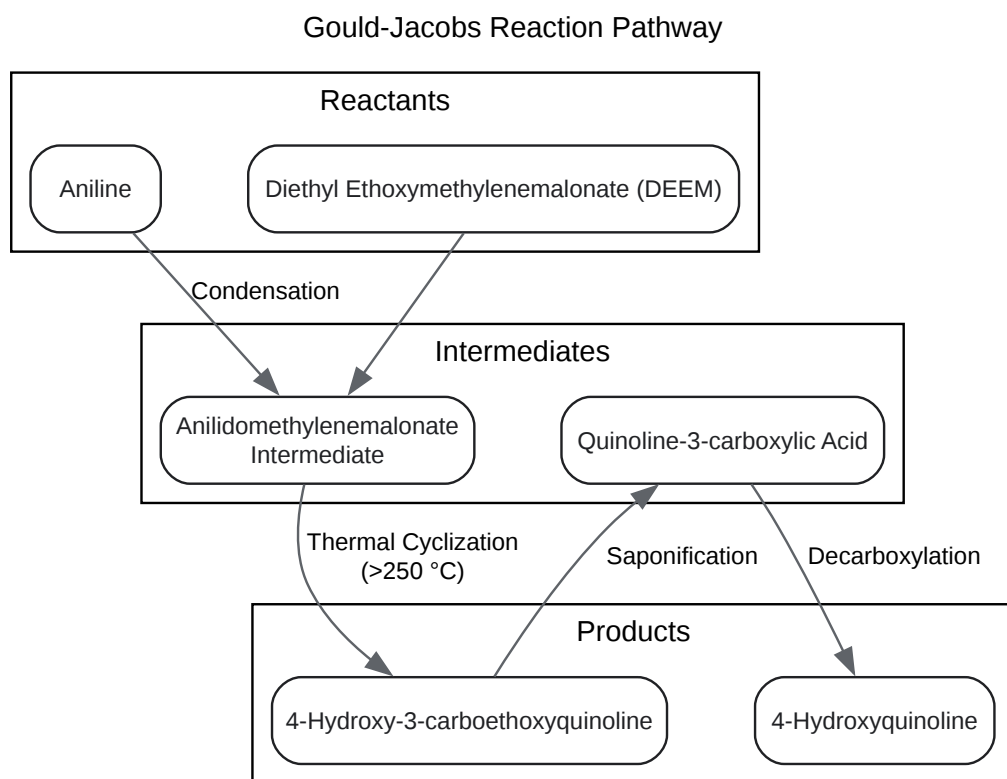 Gould-Jacobs Reaction Pathway
Reactants
Aniline
Diethyl Ethoxymethylenemalonate (DEEM)
Condensation
Intermediates
Anilidomethylenemalonate
Intermediate
Quinoline-3-carboxylic Acid
Thermal Cyclization
(>250 °C)
Saponification
Decarboxylation
Products
4-Hydroxy-3-carboethoxyquinoline
4-Hydroxyquinoline